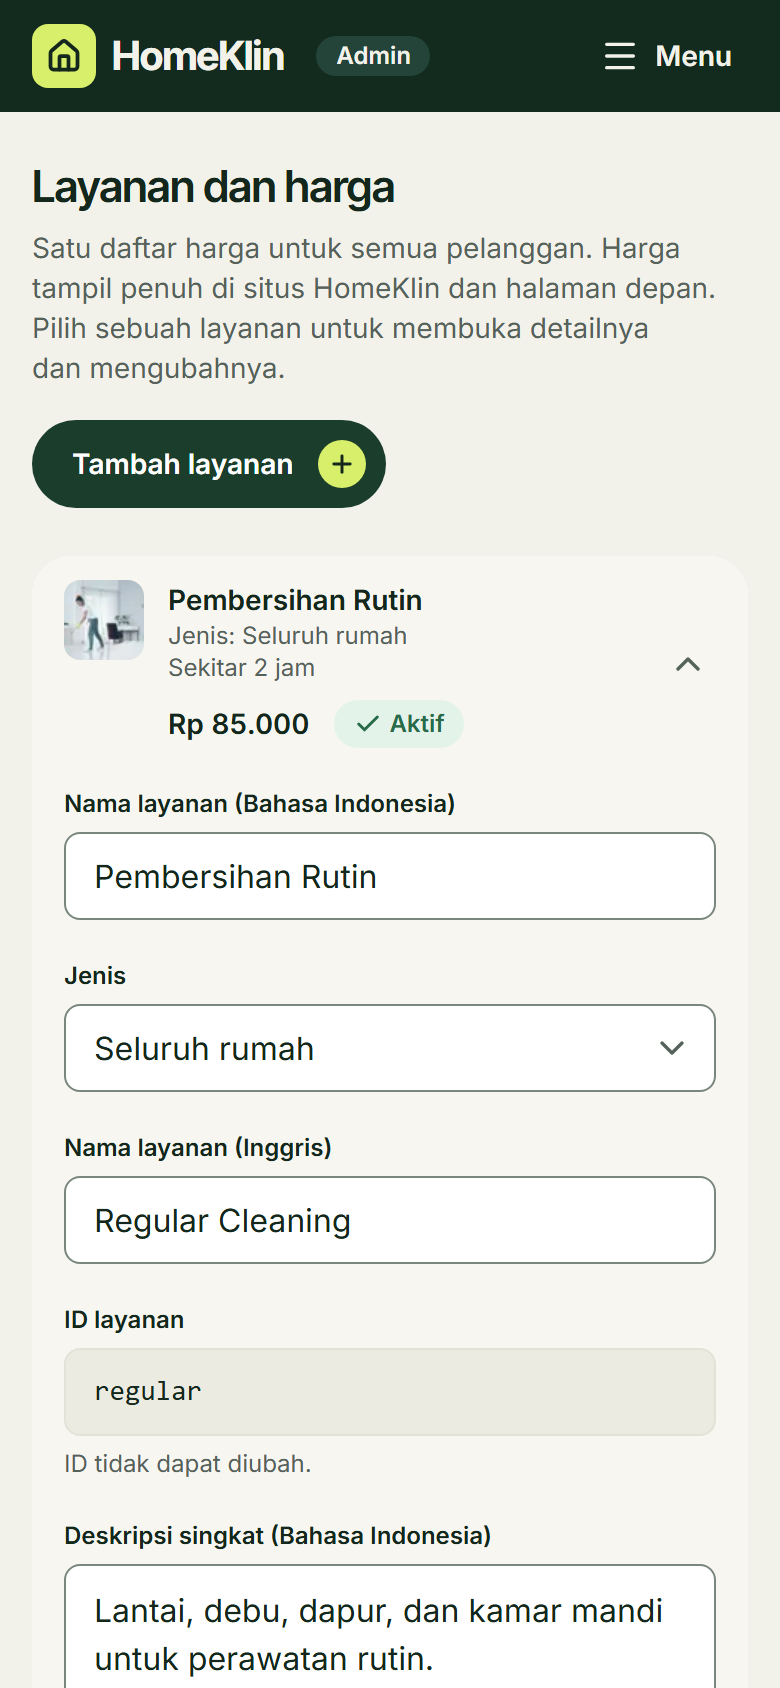 HomeKlin
Admin
Menu
Layanan dan harga
Satu daftar harga untuk semua pelanggan. Harga
tampil penuh di situs HomeKlin dan halaman depan.
Pilih sebuah layanan untuk membuka detailnya
dan mengubahnya.
Tambah layanan
Pembersihan Rutin
Jenis: Seluruh rumah
Sekitar 2 jam
Rp 85.000
Aktif
Nama layanan (Bahasa Indonesia)
Pembersihan Rutin
Jenis
Seluruh rumah
Nama layanan (Inggris)
Regular Cleaning
ID layanan
regular
ID tidak dapat diubah.
Deskripsi singkat (Bahasa Indonesia)
Lantai, debu, dapur, dan kamar mandi
untuk perawatan rutin.